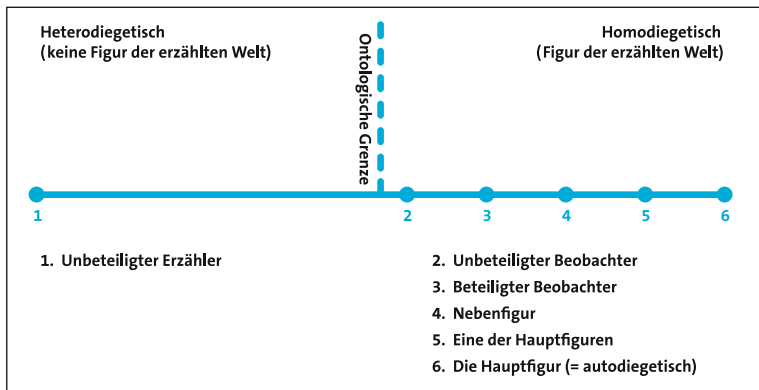 Heterodiegetisch
(keine Figur der erzählten Welt)
Ontologische Grenze
Homodiegetisch
(Figur der erzählten Welt)
1
2
3
4
5
6
1. Unbeteiligter Erzähler
2. Unbeteiligter Beobachter
3. Beteiligter Beobachter
4. Nebenfigur
5. Eine der Hauptfiguren
6. Die Hauptfigur (= autodiegetisch)